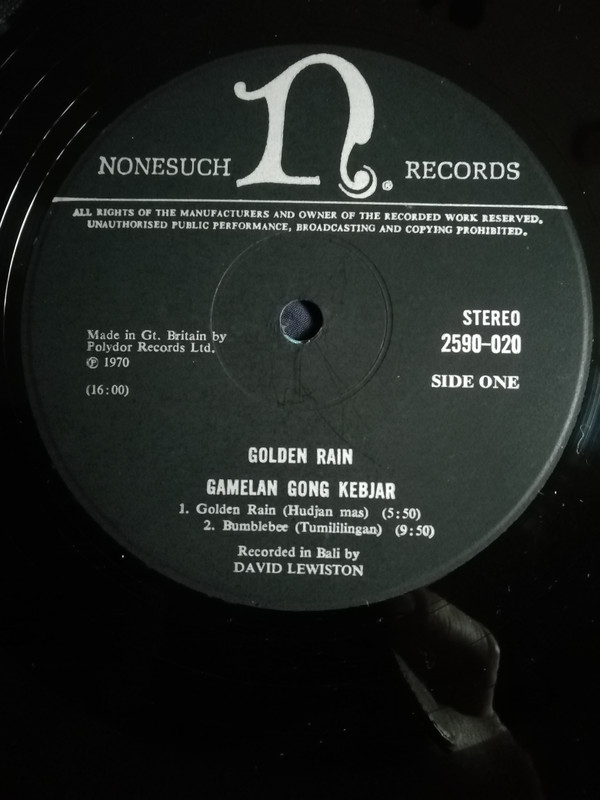 n.®
NONESUCH RECORDS
ALL RIGHTS OF THE MANUFACTURERS AND OWNER OF THE RECORDED WORK RESERVED.
UNAUTHORISED PUBLIC PERFORMANCE, BROADCASTING AND COPYING PROHIBITED.
STEREO
2590-020
SIDE ONE
Made in Gt. Britain by
Polydor Records Ltd.
℗ 1970
(16:00)
GOLDEN RAIN
GAMELAN GONG KEBJAR
1. Golden Rain (Hudjan mas) (5:50)
2. Bumblebee (Tumililingan) (9:50)
Recorded in Bali by
DAVID LEWISTON